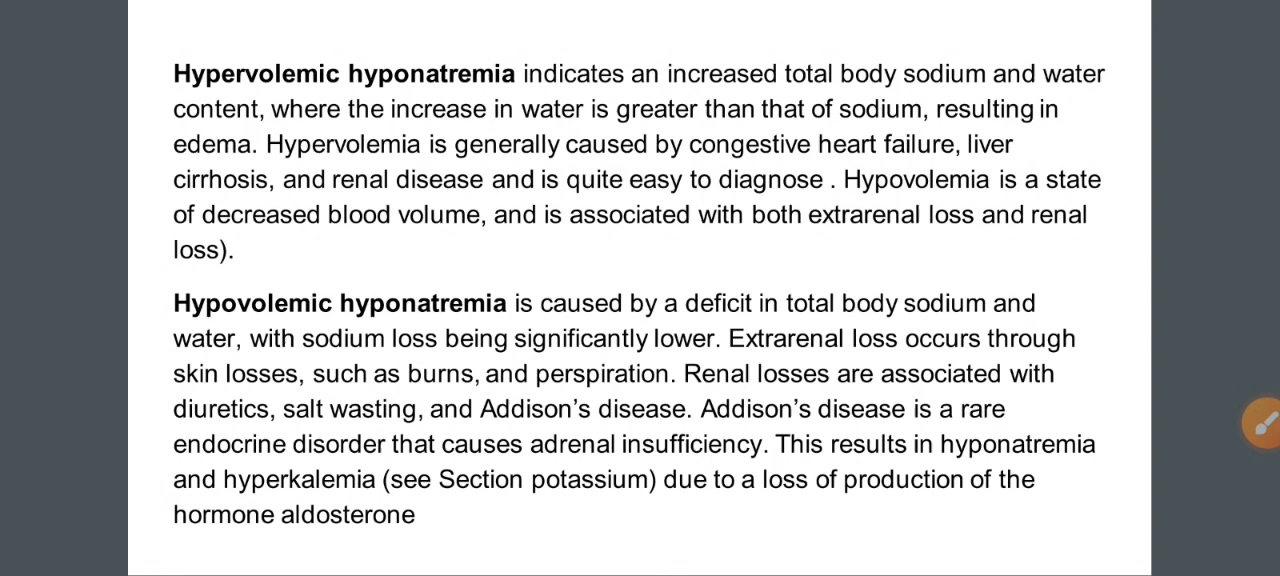 Hypervolemic hyponatremia indicates an increased total body sodium and water
content, where the increase in water is greater than that of sodium, resulting in
edema. Hypervolemia is generally caused by congestive heart failure, liver
cirrhosis, and renal disease and is quite easy to diagnose . Hypovolemia is a state
of decreased blood volume, and is associated with both extrarenal loss and renal
loss).
Hypovolemic hyponatremia is caused by a deficit in total body sodium and
water, with sodium loss being significantly lower. Extrarenal loss occurs through
skin losses, such as burns, and perspiration. Renal losses are associated with
diuretics, salt wasting, and Addison’s disease. Addison’s disease is a rare
endocrine disorder that causes adrenal insufficiency. This results in hyponatremia
and hyperkalemia (see Section potassium) due to a loss of production of the
hormone aldosterone